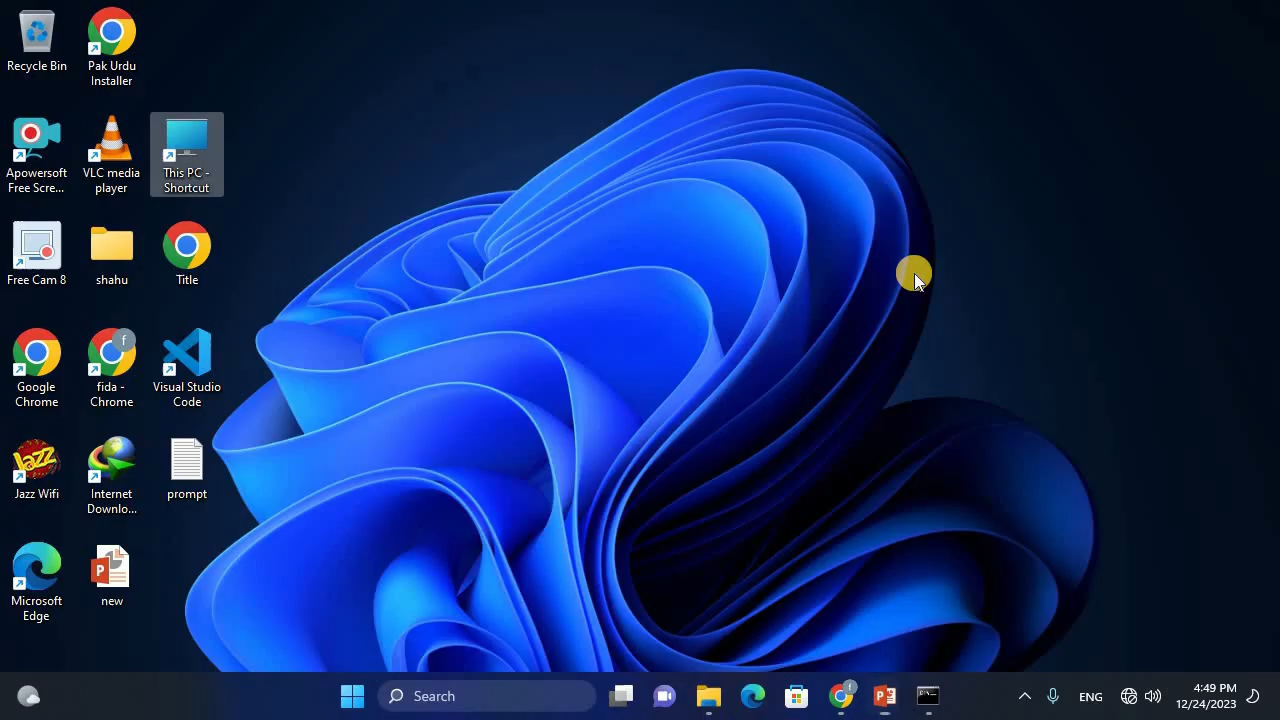 Recycle Bin
Pak Urdu
Installer
Apowersoft
Free Scre...
VLC media
player
This PC -
Shortcut
Free Cam 8
shahu
Title
Google
Chrome
f
fida -
Chrome
Visual Studio
Code
Jazz
Jazz Wifi
Internet
Downlo...
prompt
Microsoft
Edge
P
new
Search
f
P
ENG
4:49 PM
12/24/2023